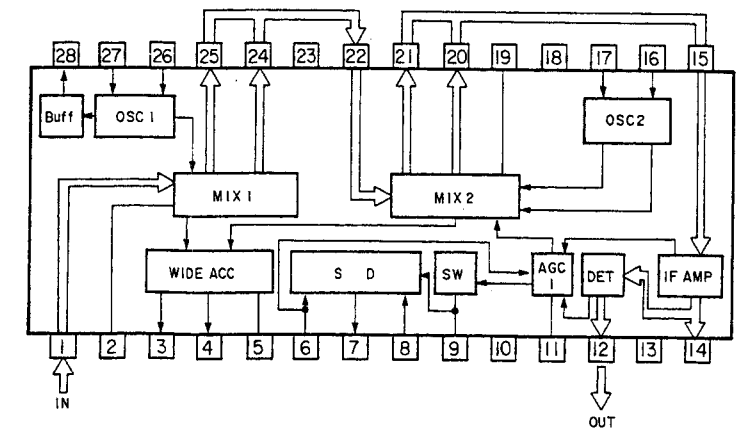 28 27 26 25 24 23 22 21 20 19 18 17 16 15
Buff OSC 1 OSC 2
MIX 1 MIX 2
WIDE ACC S D SW AGC 1 DET IF AMP
1 2 3 4 5 6 7 8 9 10 11 12 13 14
IN
OUT